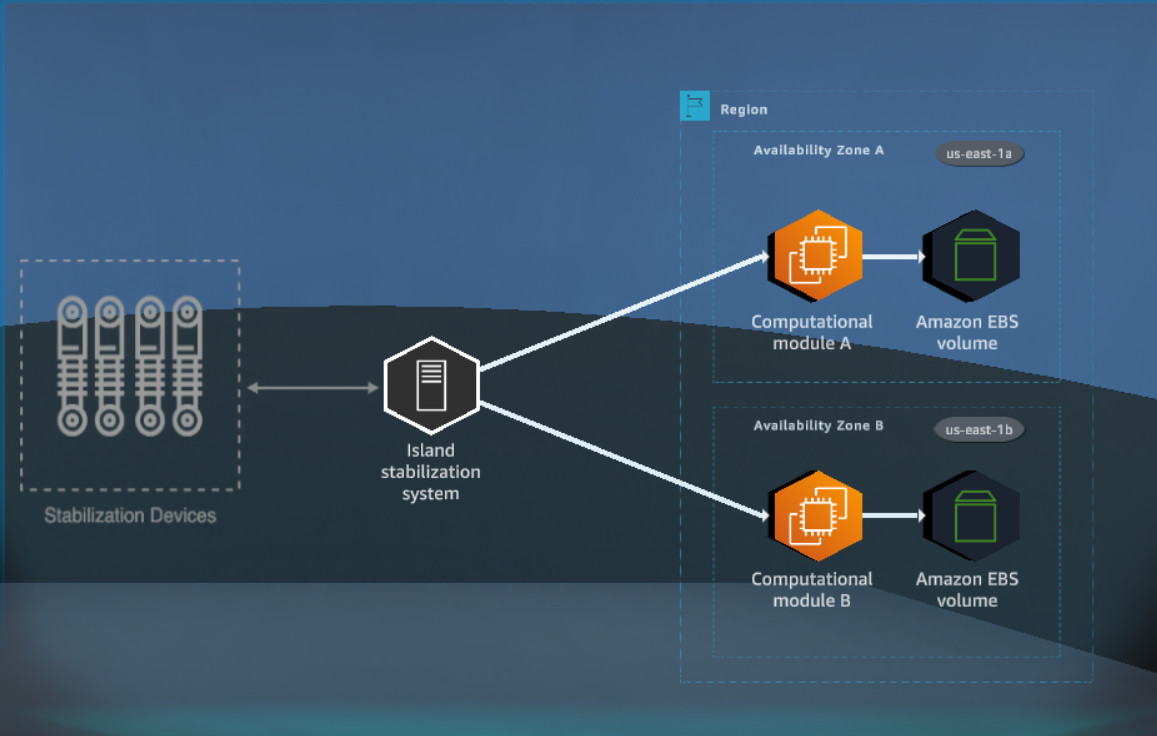 Region
Availability Zone A
us-east-1a
Computational
module A
Amazon EBS
volume
Stabilization Devices
Island
stabilization
system
Availability Zone B
us-east-1b
Computational
module B
Amazon EBS
volume